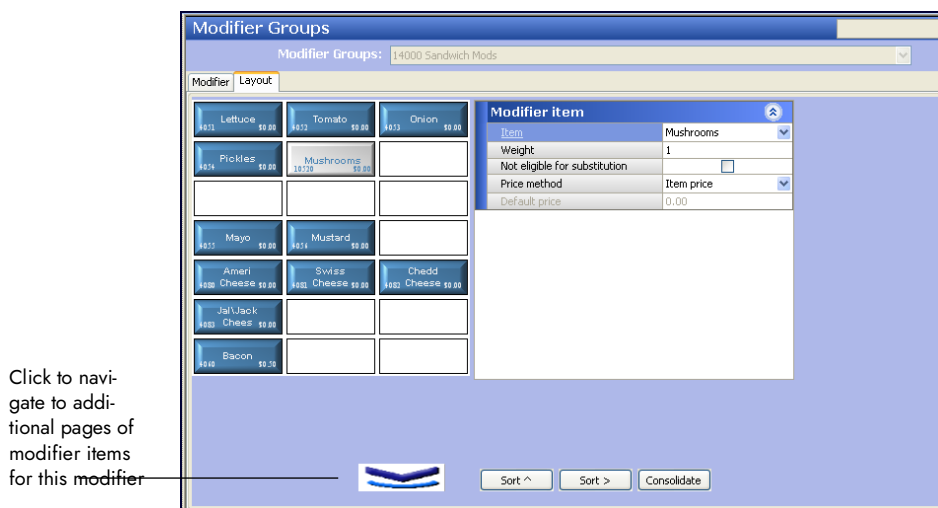 Modifier Groups
Modifier Groups: 14000 Sandwich Mods
Modifier Layout
Lettuce $0.00
Tomato $0.00
Onion $0.00
Pickles $0.00
Mushrooms 10520 $0.00
Mayo $0.00
Mustard $0.00
Ameri Cheese $0.00
Swiss Cheese $0.00
Chedd Cheese $0.00
Jal\Jack Chees $0.00
Bacon $0.50
Modifier item
Item Mushrooms
Weight 1
Not eligible for substitution
Price method Item price
Default price 0.00
Click to navi-
gate to addi-
tional pages of
modifier items
for this modifier
Sort ^ Sort > Consolidate